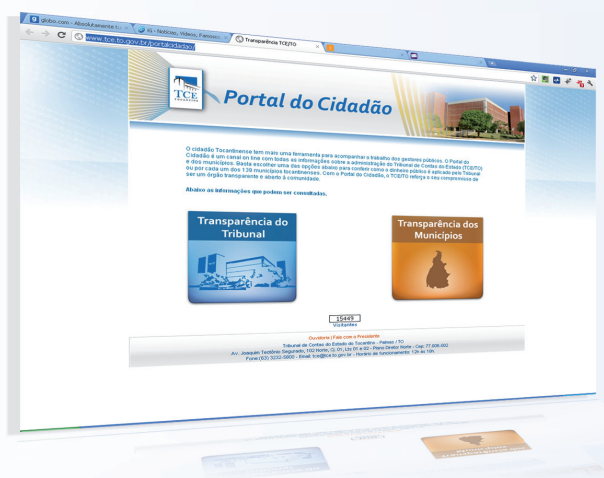 globo.com - Absolutamente tu
iG - Notícias, Vídeos, Famosos
Transparência TCE/TO
www.tce.to.gov.br/portalcidadao/
TCE
TOCANTINS
Portal do Cidadão
O cidadão Tocantinense tem mais uma ferramenta para acompanhar o trabalho dos gestores públicos. O Portal do
Cidadão é um canal on line com todas as informações sobre a administração do Tribunal de Contas do Estado (TCE/TO)
e dos municípios. Basta escolher uma das opções abaixo para conferir como o dinheiro público é aplicado pelo Tribunal
ou por cada um dos 139 municípios tocantinenses. Com o Portal do Cidadão, o TCE/TO reforça o seu compromisso de
ser um órgão transparente e aberto à comunidade.
Abaixo as informações que podem ser consultadas.
Transparência do
Tribunal
Transparência dos
Municípios
15449
Visitantes
Ouvidoria | Fale com o Presidente
Tribunal de Contas do Estado do Tocantins - Palmas / TO
Av. Joaquim Teotônio Segurado, 102 Norte, Cj. 01, Lts 01 e 02 - Plano Diretor Norte - Cep: 77.006.002
Fone:(63) 3232-5800 - Email: tce@tce.to.gov.br - Horário de funcionamento: 12h às 18h.